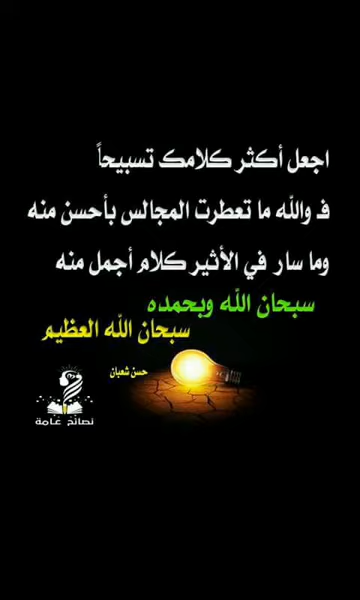 اجعل أكثر كلامك تسبيحاً
فـ والله ما تعطرت المجالس بأحسن منه
وما سار في الأثير كلام أجمل منه
سبحان الله وبحمده
سبحان الله العظيم
حسن شعبان
نصائح عامة